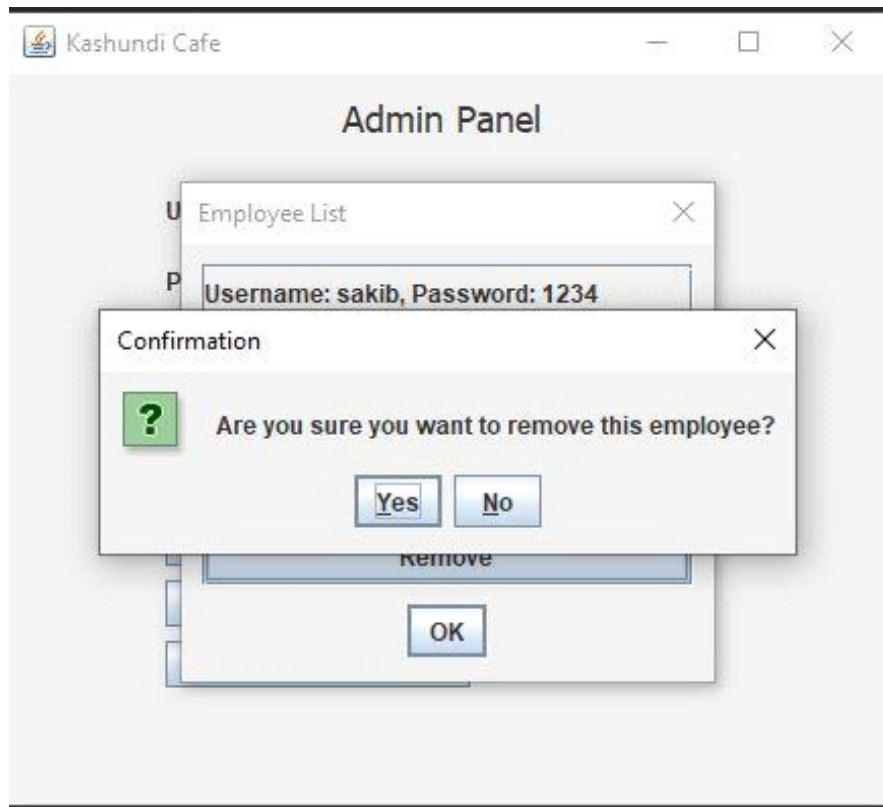 Kashundi Cafe
Admin Panel
U
Employee List
P
Username: sakib, Password: 1234
Confirmation
?
Are you sure you want to remove this employee?
Yes No
Remove
OK